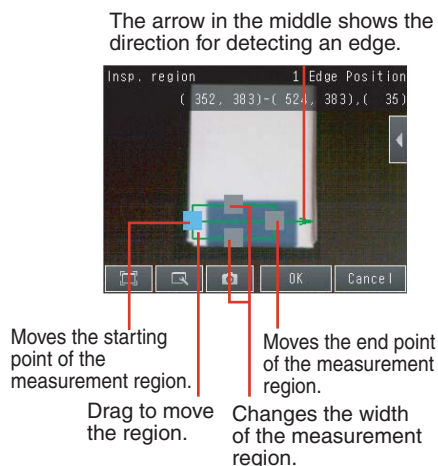 The arrow in the middle shows the
direction for detecting an edge.
Insp. region 1 Edge Position
( 352, 383)-( 524, 383),( 35)
OK Cancel
Moves the starting
point of the
measurement region.
Moves the end point
of the measurement
region.
Drag to move
the region.
Changes the width
of the measurement
region.